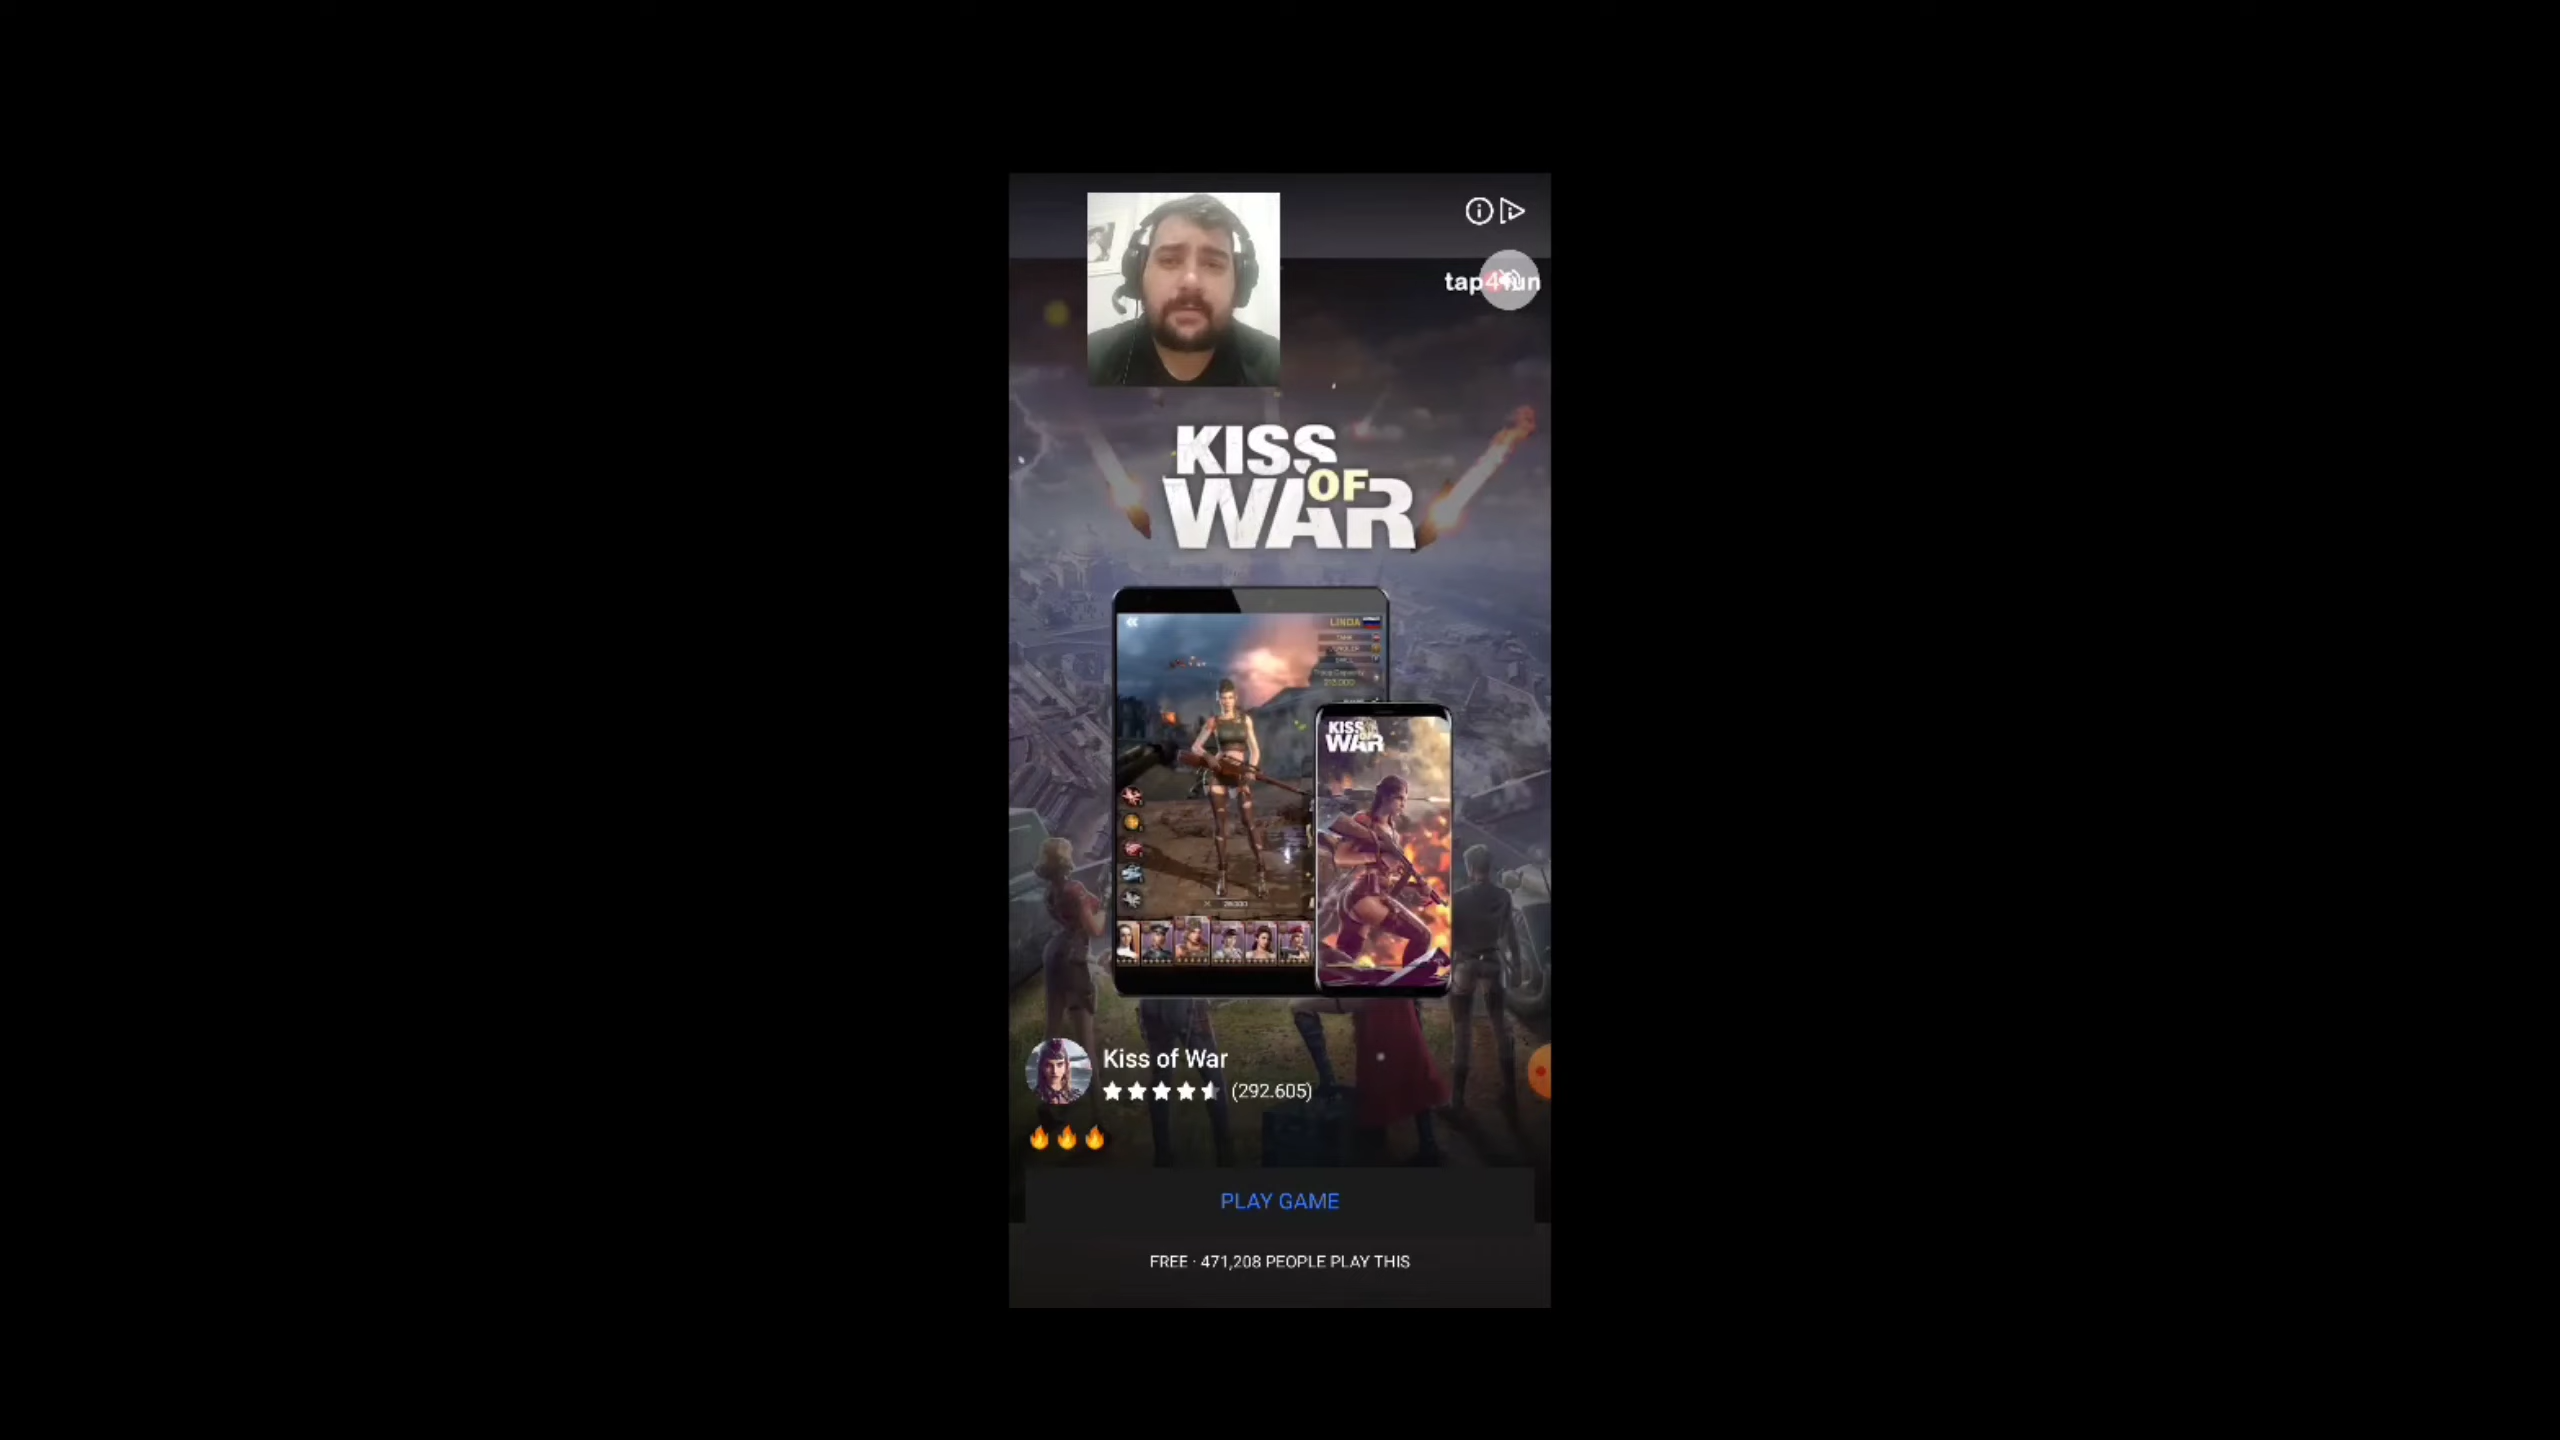 tap4fun
KISS
OF
WAR
LINDA
KISS
OF
WAR
Kiss of War
(292.605)
PLAY GAME
FREE · 471,208 PEOPLE PLAY THIS